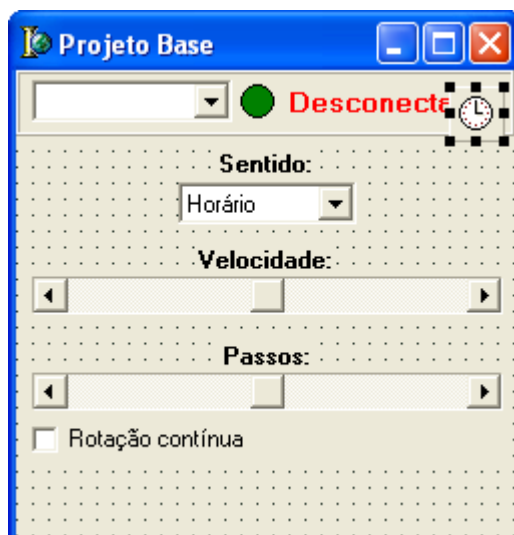 Projeto Base
Desconecta
Sentido:
Horário
Velocidade:
Passos:
Rotação contínua